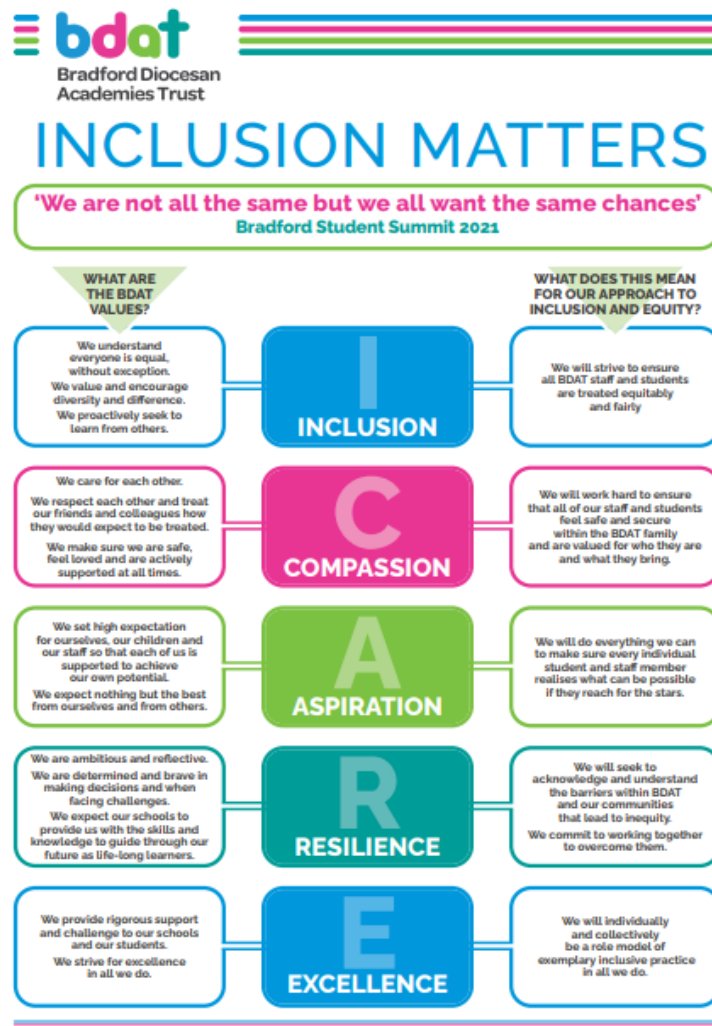 bdat
Bradford Diocesan
Academies Trust
INCLUSION MATTERS
‘We are not all the same but we all want the same chances’
Bradford Student Summit 2021
WHAT ARE
THE BDAT
VALUES?
WHAT DOES THIS MEAN
FOR OUR APPROACH TO
INCLUSION AND EQUITY?
We understand
everyone is equal,
without exception.
We value and encourage
diversity and difference.
We proactively seek to
learn from others.
I
INCLUSION
We will strive to ensure
all BDAT staff and students
are treated equitably
and fairly
We care for each other.
We respect each other and treat
our friends and colleagues how
they would expect to be treated.
We make sure we are safe,
feel loved and are actively
supported at all times.
C
COMPASSION
We will work hard to ensure
that all of our staff and students
feel safe and secure
within the BDAT family
and are valued for who they are
and what they bring.
We set high expectation
for ourselves, our children and
our staff so that each of us is
supported to achieve
our own potential.
We expect nothing but the best
from ourselves and from others.
A
ASPIRATION
We will do everything we can
to make sure every individual
student and staff member
realises what can be possible
if they reach for the stars.
We are ambitious and reflective.
We are determined and brave in
making decisions and when
facing challenges.
We expect our schools to
provide us with the skills and
knowledge to guide through our
future as life-long learners.
R
RESILIENCE
We will seek to
acknowledge and understand
the barriers within BDAT
and our communities
that lead to inequity.
We commit to working together
to overcome them.
We provide rigorous support
and challenge to our schools
and our students.
We strive for excellence
in all we do.
E
EXCELLENCE
We will individually
and collectively
be a role model of
exemplary inclusive practice
in all we do.